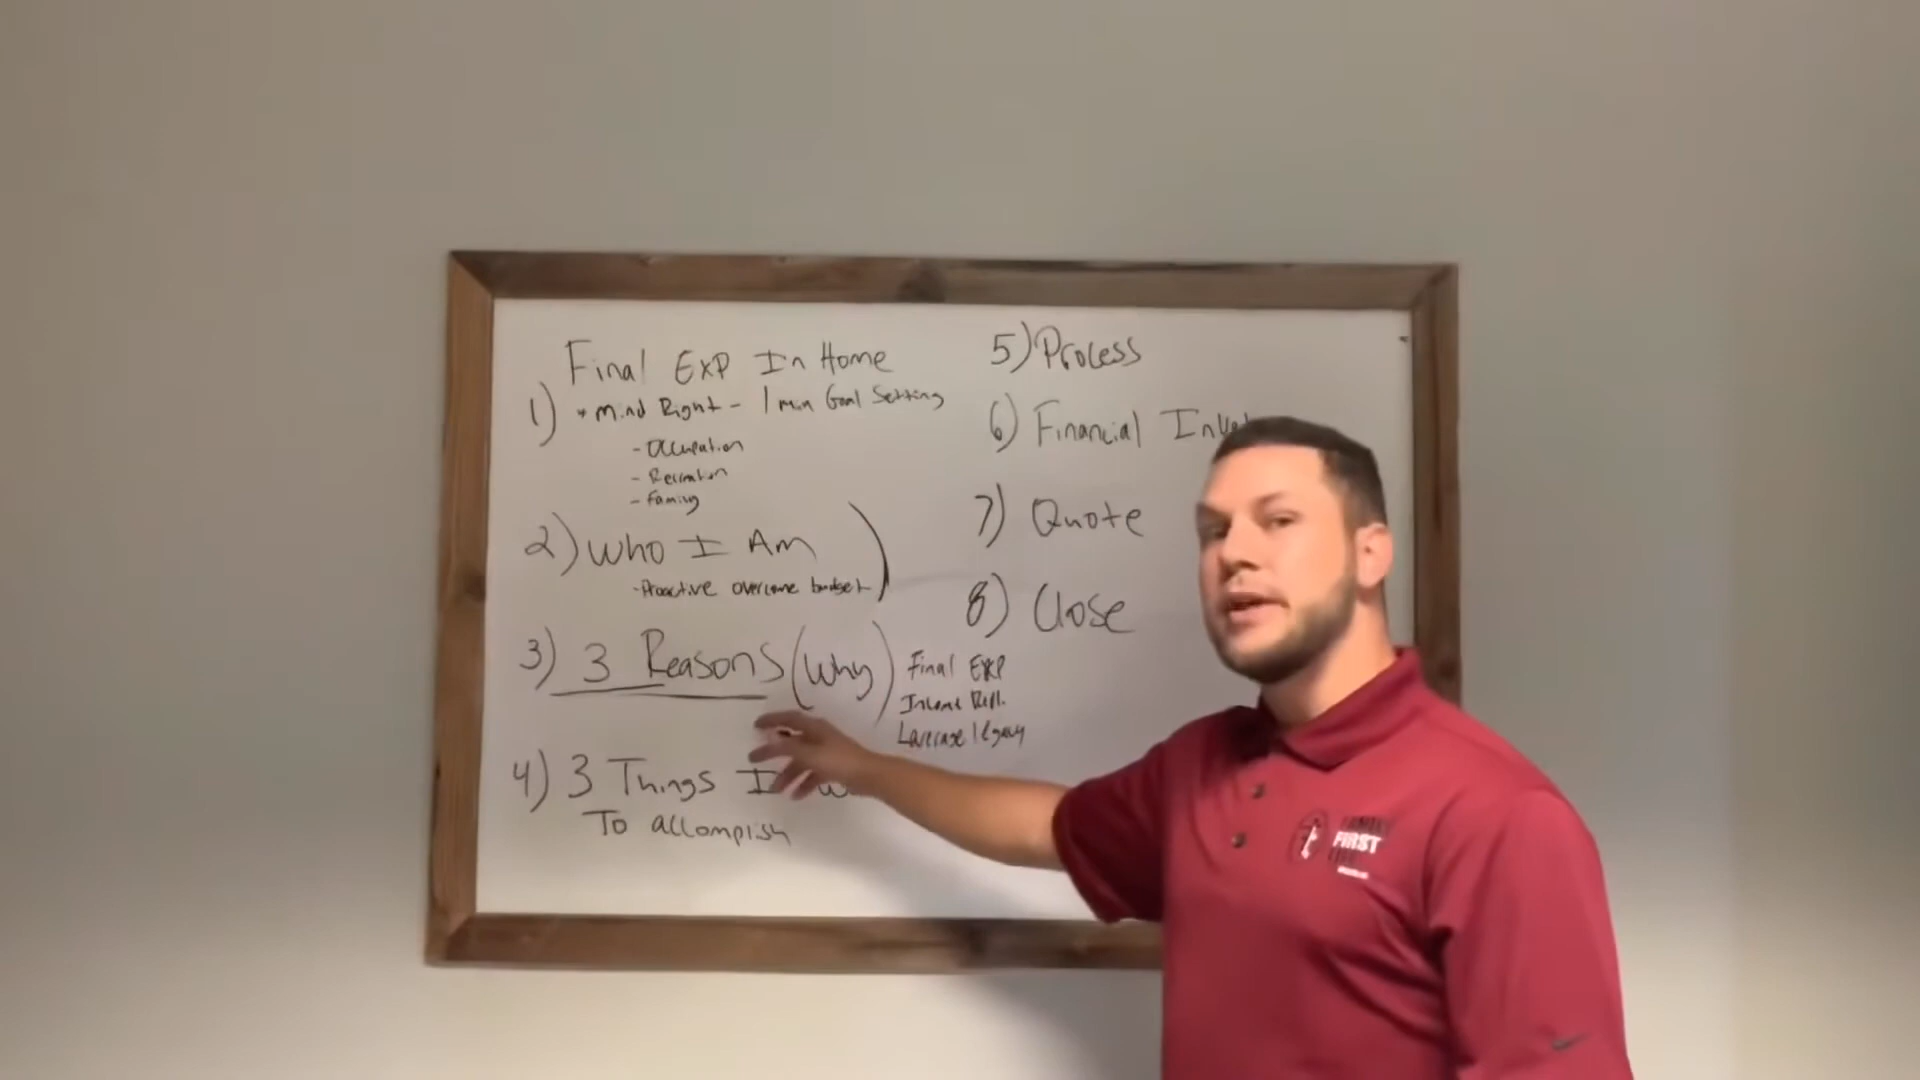 Final EXP In Home
1) * Mind Right - 1 min Goal Setting
- Occupation
- Recreation
- Family
2) Who I Am
- Proactive overcome budget
3) 3 Reasons (Why)
Final EXP
Income Repl.
Leverage/Legacy
4) 3 Things I
To accomplish
5) Process
6) Financial
7) Quote
8) Close
FAMILY
FIRST
LIFE